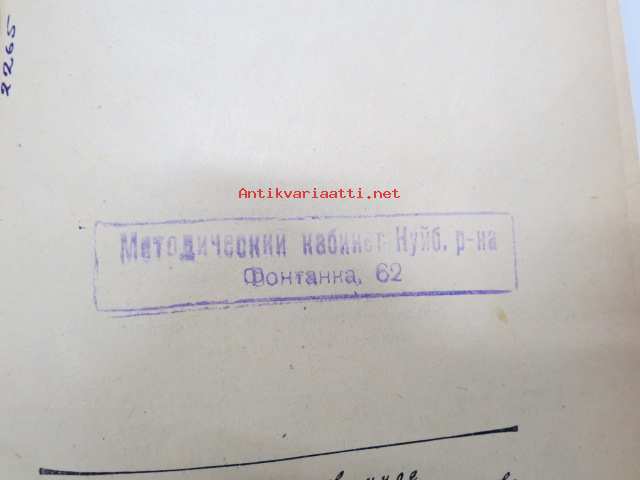 2265
Antikvariaatti.net
Методический кабинет Куйб. р-на
Фонтанка, 62